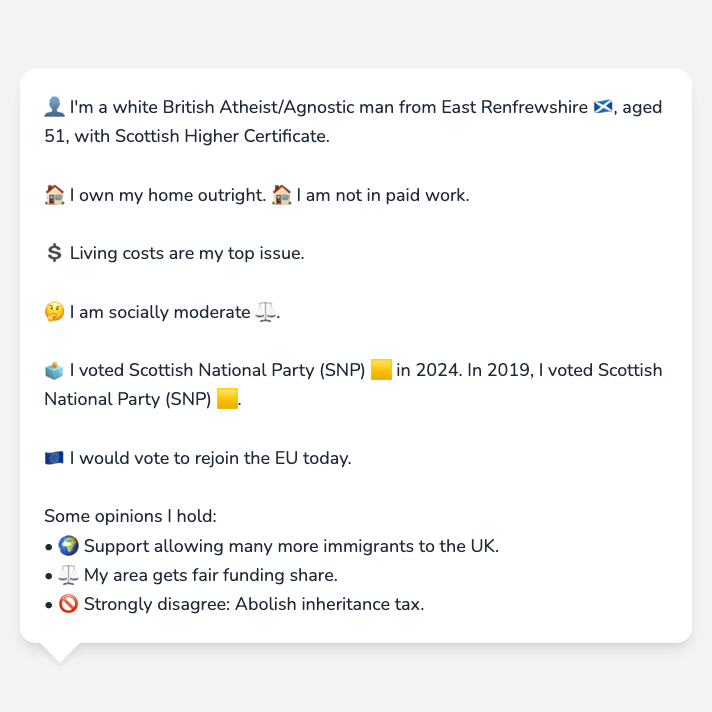 👤 I'm a white British Atheist/Agnostic man from East Renfrewshire 🏴󠁧󠁢󠁳󠁣󠁴󠁿, aged
51, with Scottish Higher Certificate.
🏠 I own my home outright. 🏠 I am not in paid work.
💲 Living costs are my top issue.
🤔 I am socially moderate ⚖️.
🗳️ I voted Scottish National Party (SNP) 🟨 in 2024. In 2019, I voted Scottish
National Party (SNP) 🟨.
🇪🇺 I would vote to rejoin the EU today.
Some opinions I hold:
• 🌍 Support allowing many more immigrants to the UK.
• ⚖️ My area gets fair funding share.
• 🚫 Strongly disagree: Abolish inheritance tax.